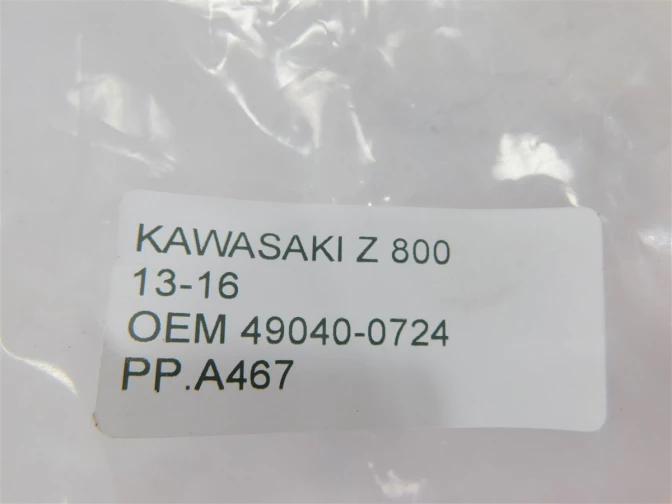 KAWASAKI Z 800
13-16
OEM 49040-0724
PP.A467